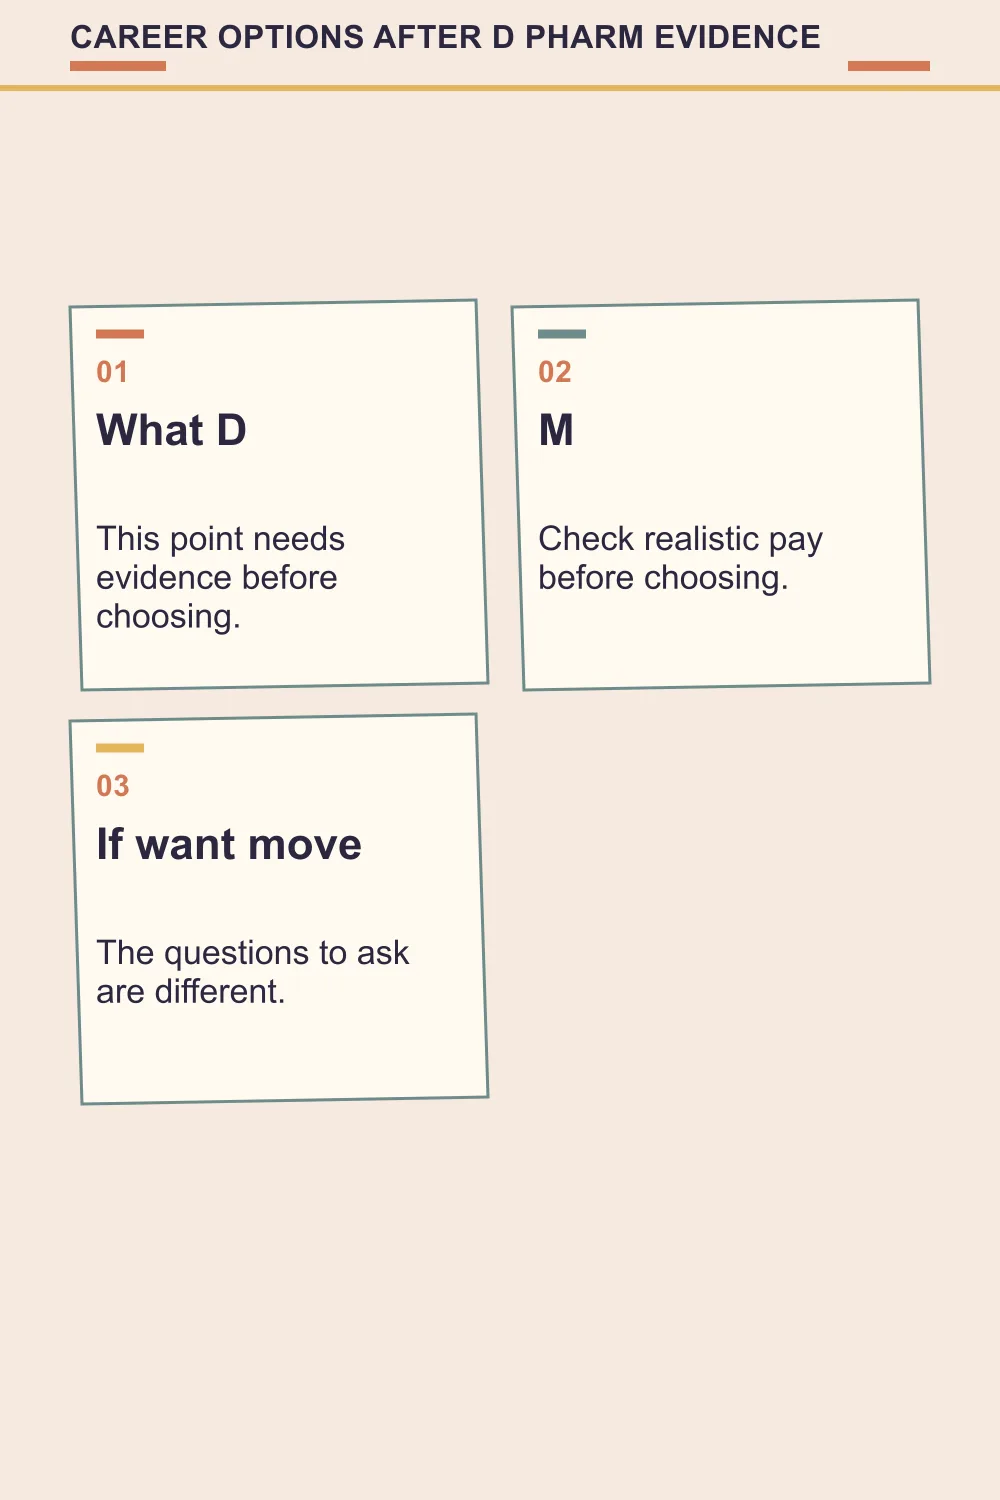 CAREER OPTIONS AFTER D PHARM EVIDENCE
01
What D
This point needs
evidence before
choosing.
02
M
Check realistic pay
before choosing.
03
If want move
The questions to ask
are different.